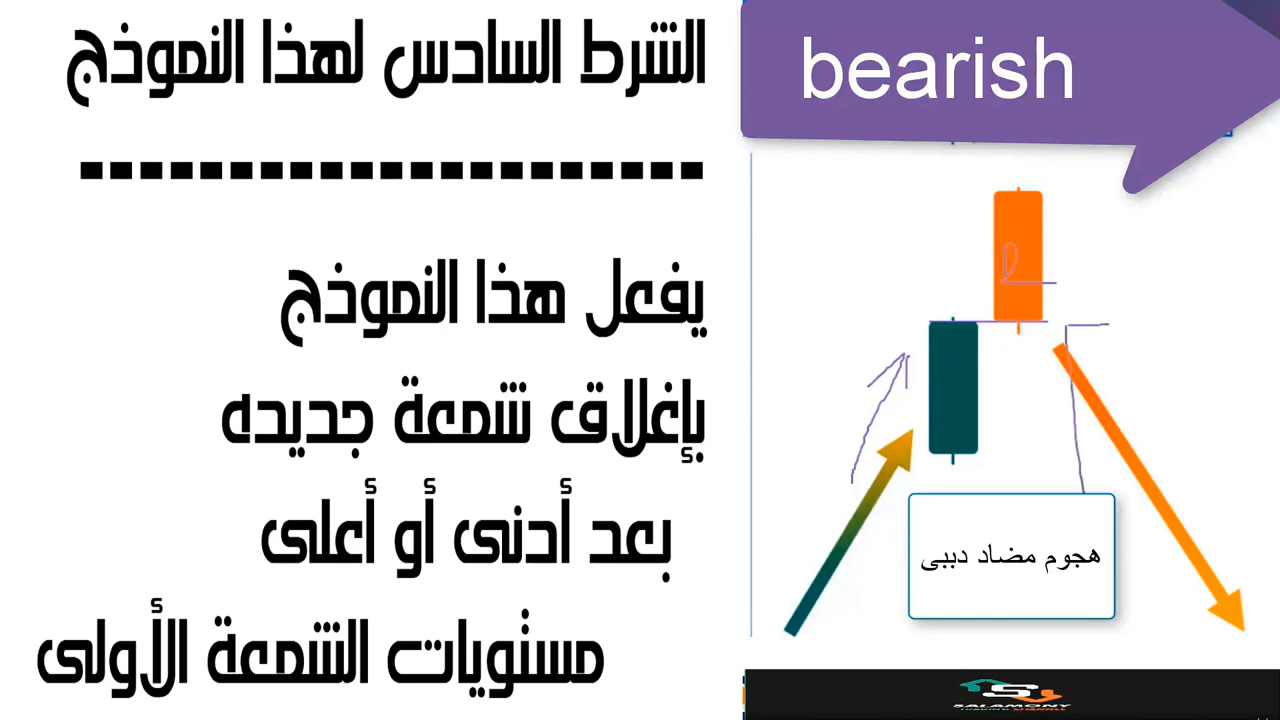 الشرط السادس لهذا النموذج
---------------------
يفعل هذا النموذج
بإغلاق شمعة جديده
بعد أدنى أو أعلى
مستويات الشمعة الأولى
bearish
هجوم مضاد دببى
SALAMONY